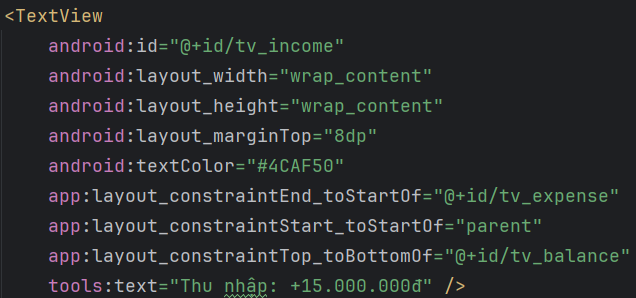 <TextView
    android:id="@+id/tv_income"
    android:layout_width="wrap_content"
    android:layout_height="wrap_content"
    android:layout_marginTop="8dp"
    android:textColor="#4CAF50"
    app:layout_constraintEnd_toStartOf="@+id/tv_expense"
    app:layout_constraintStart_toStartOf="parent"
    app:layout_constraintTop_toBottomOf="@+id/tv_balance"
    tools:text="Thu nhập: +15.000.000đ" />